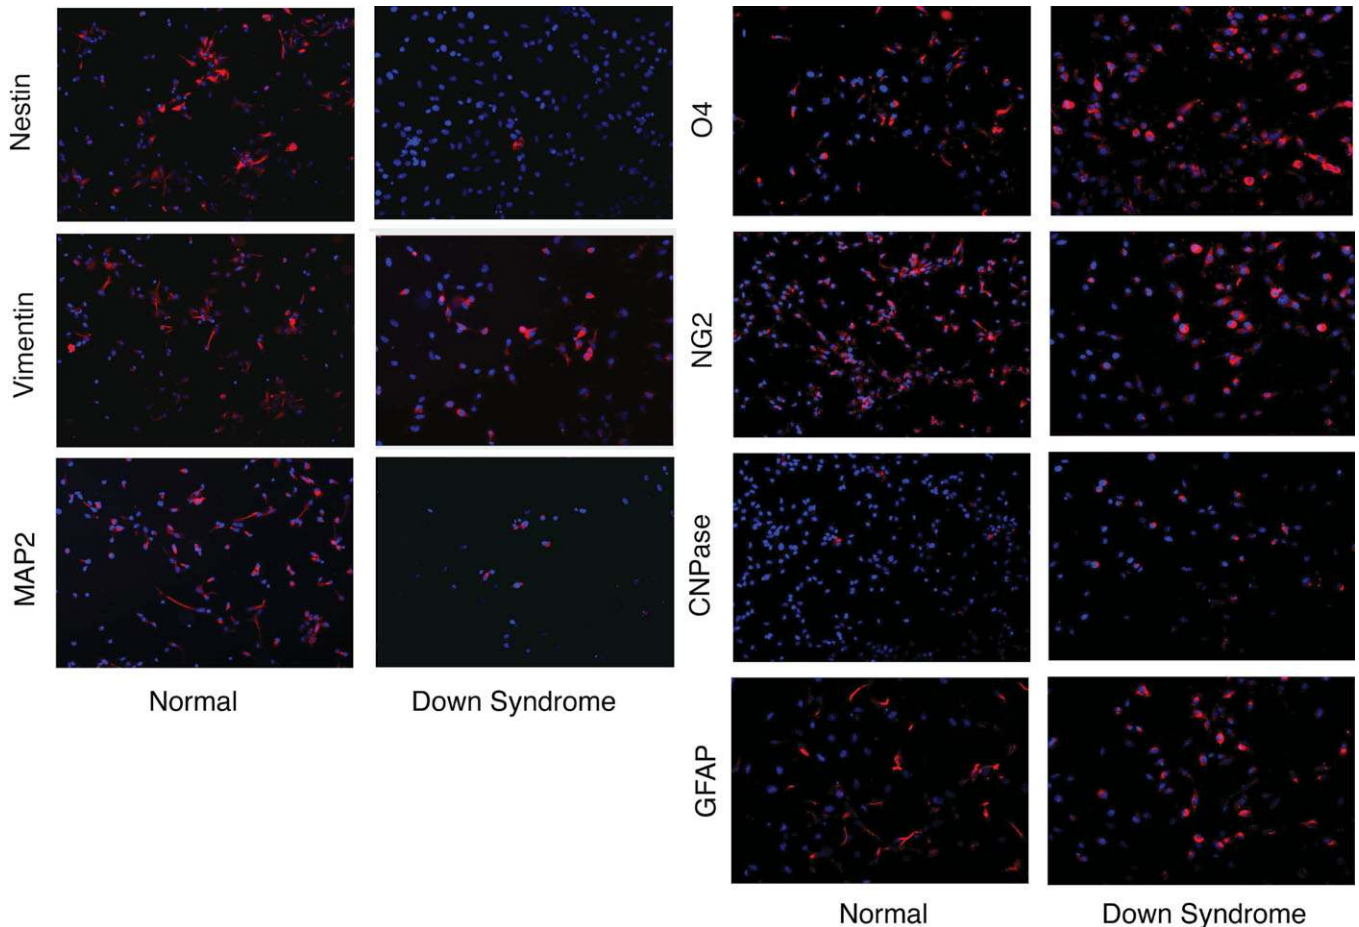 Nestin
Vimentin
MAP2
Normal Down Syndrome
O4
NG2
CNPase
GFAP
Normal Down Syndrome